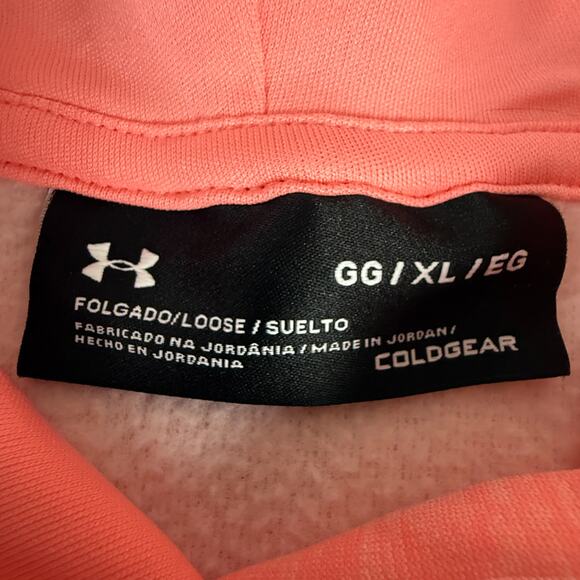 GG / XL / EG
FOLGADO/LOOSE / SUELTO
FABRICADO NA JORDÂNIA / MADE IN JORDAN /
HECHO EN JORDANIA
COLDGEAR